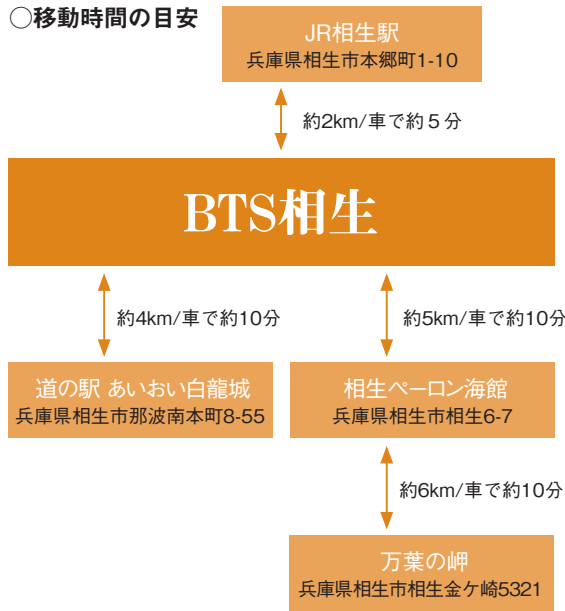 ○移動時間の目安
JR相生駅
兵庫県相生市本郷町1-10
約2km/車で約５分
BTS相生
約4km/車で約10分
約5km/車で約10分
道の駅 あいおい白龍城
兵庫県相生市那波南本町8-55
相生ペーロン海館
兵庫県相生市相生6-7
約6km/車で約10分
万葉の岬
兵庫県相生市相生金ケ崎5321